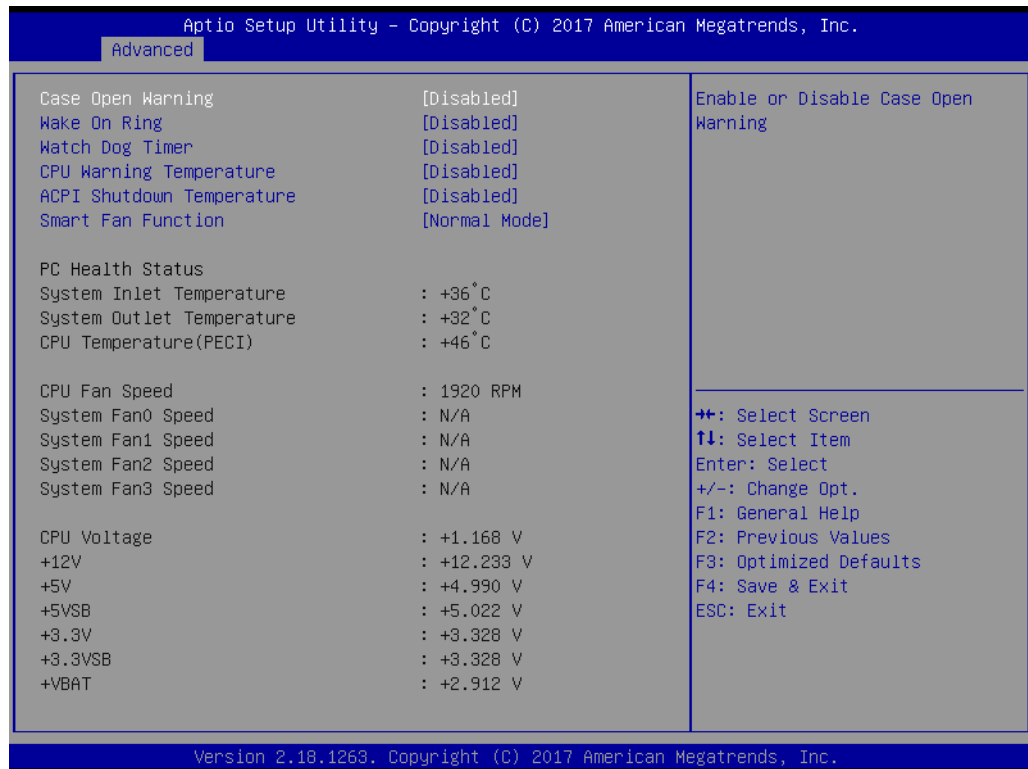 Aptio Setup Utility – Copyright (C) 2017 American Megatrends, Inc.
Advanced
Case Open Warning [Disabled]
Wake On Ring [Disabled]
Watch Dog Timer [Disabled]
CPU Warning Temperature [Disabled]
ACPI Shutdown Temperature [Disabled]
Smart Fan Function [Normal Mode]
PC Health Status
System Inlet Temperature : +36°C
System Outlet Temperature : +32°C
CPU Temperature(PECI) : +46°C
CPU Fan Speed : 1920 RPM
System Fan0 Speed : N/A
System Fan1 Speed : N/A
System Fan2 Speed : N/A
System Fan3 Speed : N/A
CPU Voltage : +1.168 V
+12V : +12.233 V
+5V : +4.990 V
+5VSB : +5.022 V
+3.3V : +3.328 V
+3.3VSB : +3.328 V
+VBAT : +2.912 V
Enable or Disable Case Open
Warning
→←: Select Screen
↑↓: Select Item
Enter: Select
+/-: Change Opt.
F1: General Help
F2: Previous Values
F3: Optimized Defaults
F4: Save & Exit
ESC: Exit
Version 2.18.1263. Copyright (C) 2017 American Megatrends, Inc.